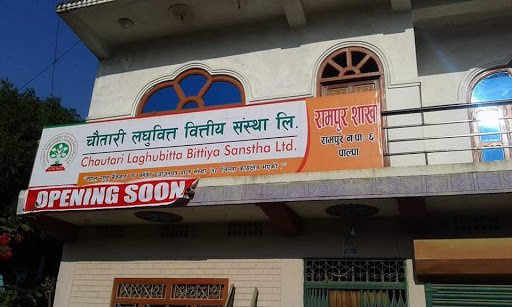 चौतारी लघुवित्त वित्तीय संस्था लि.
Chautari Laghubitta Bittiya Sanstha Ltd.
रामपुर शाखा
रामपुर न.पा. ६
पाल्पा
OPENING SOON